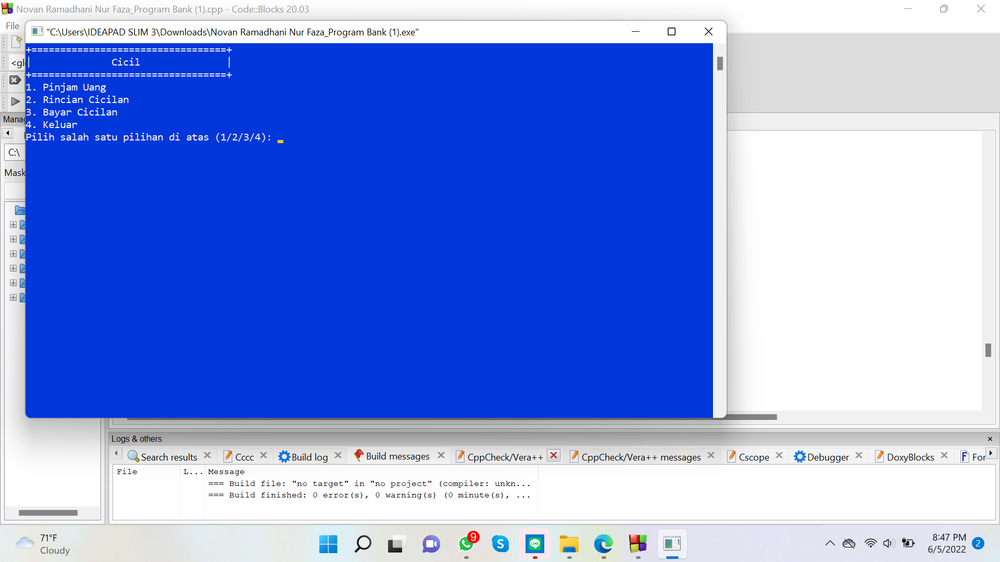 Novan Ramadhani Nur Faza_Program Bank (1).cpp - Code::Blocks 20.03
File
"C:\Users\IDEAPAD SLIM 3\Downloads\Novan Ramadhani Nur Faza_Program Bank (1).exe"
+==================================+
| Cicil |
+==================================+
1. Pinjam Uang
2. Rincian Cicilan
3. Bayar Cicilan
4. Keluar
Pilih salah satu pilihan di atas (1/2/3/4):
<gl
Manag
C:\
Mask
Logs & others
Search results
Cccc
Build log
Build messages
CppCheck/Vera++
CppCheck/Vera++ messages
Cscope
Debugger
DoxyBlocks
For
File L... Message
=== Build file: "no target" in "no project" (compiler: unkn...
=== Build finished: 0 error(s), 0 warning(s) (0 minute(s), ...
71°F
Cloudy
9
LINE
8:47 PM
6/5/2022
2